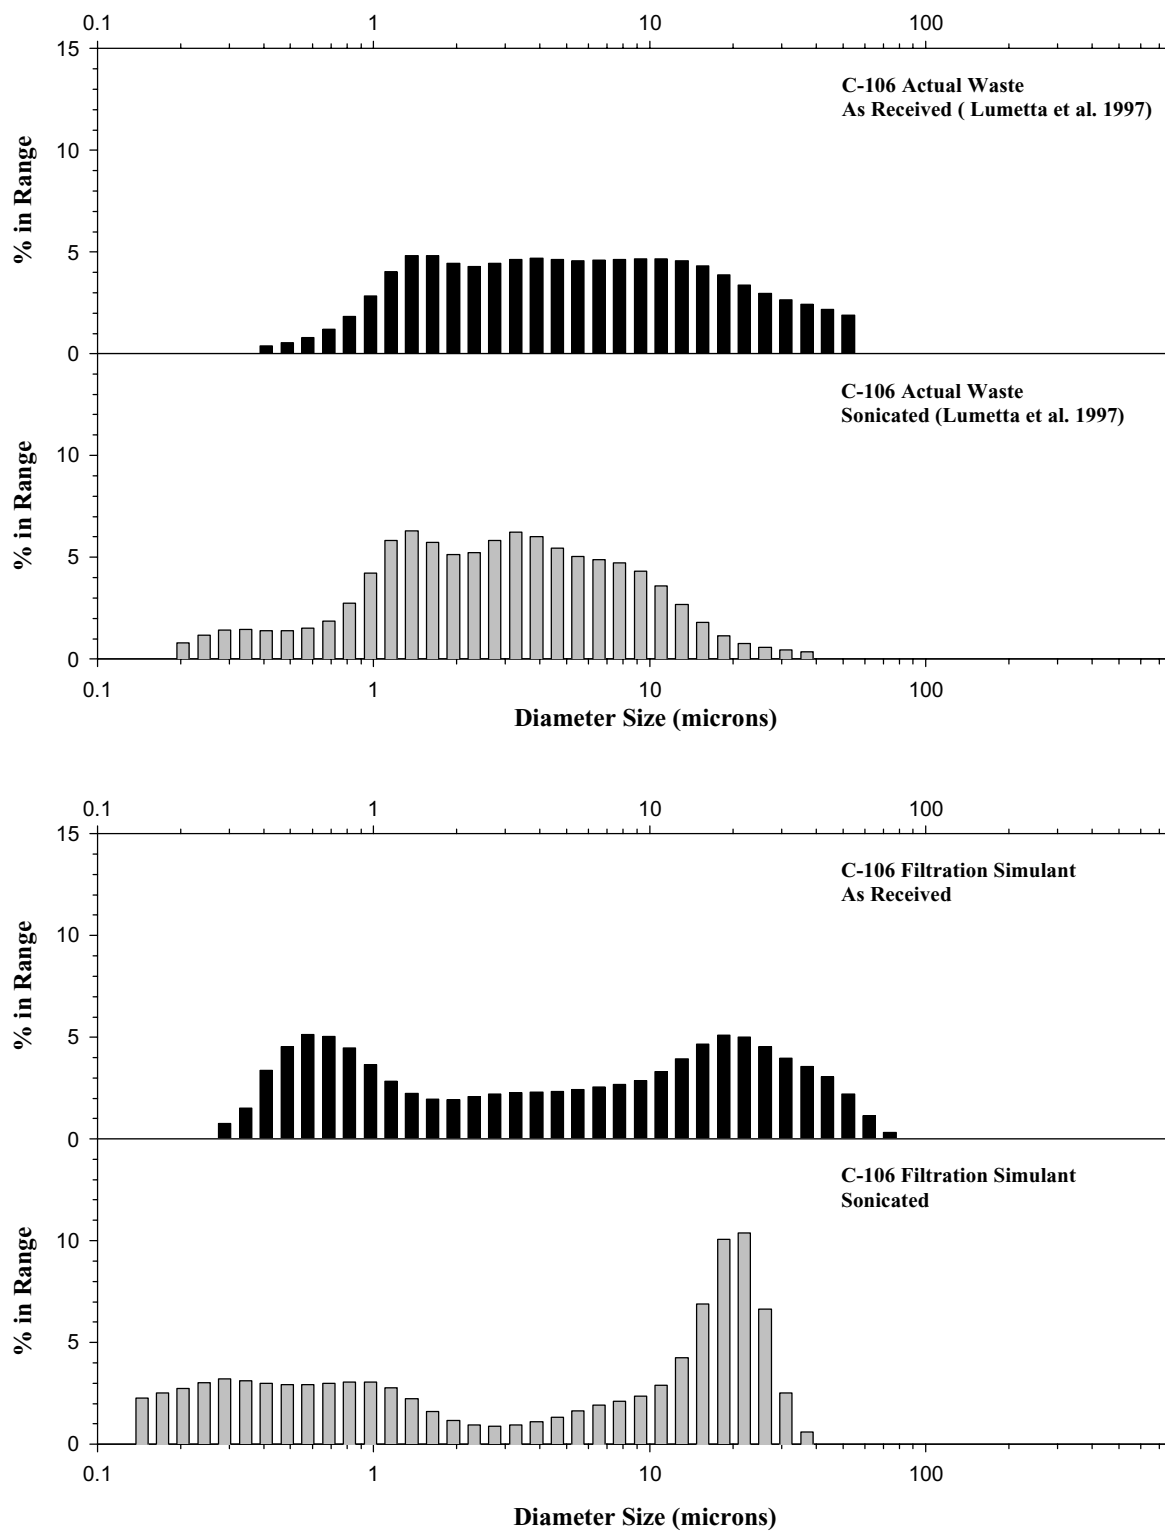 0.1 1 10 100
15
10
5
0
% in Range
C-106 Actual Waste
As Received ( Lumetta et al. 1997)
10
5
0
% in Range
C-106 Actual Waste
Sonicated (Lumetta et al. 1997)
0.1 1 10 100
Diameter Size (microns)
0.1 1 10 100
15
10
5
0
% in Range
C-106 Filtration Simulant
As Received
10
5
0
% in Range
C-106 Filtration Simulant
Sonicated
0.1 1 10 100
Diameter Size (microns)